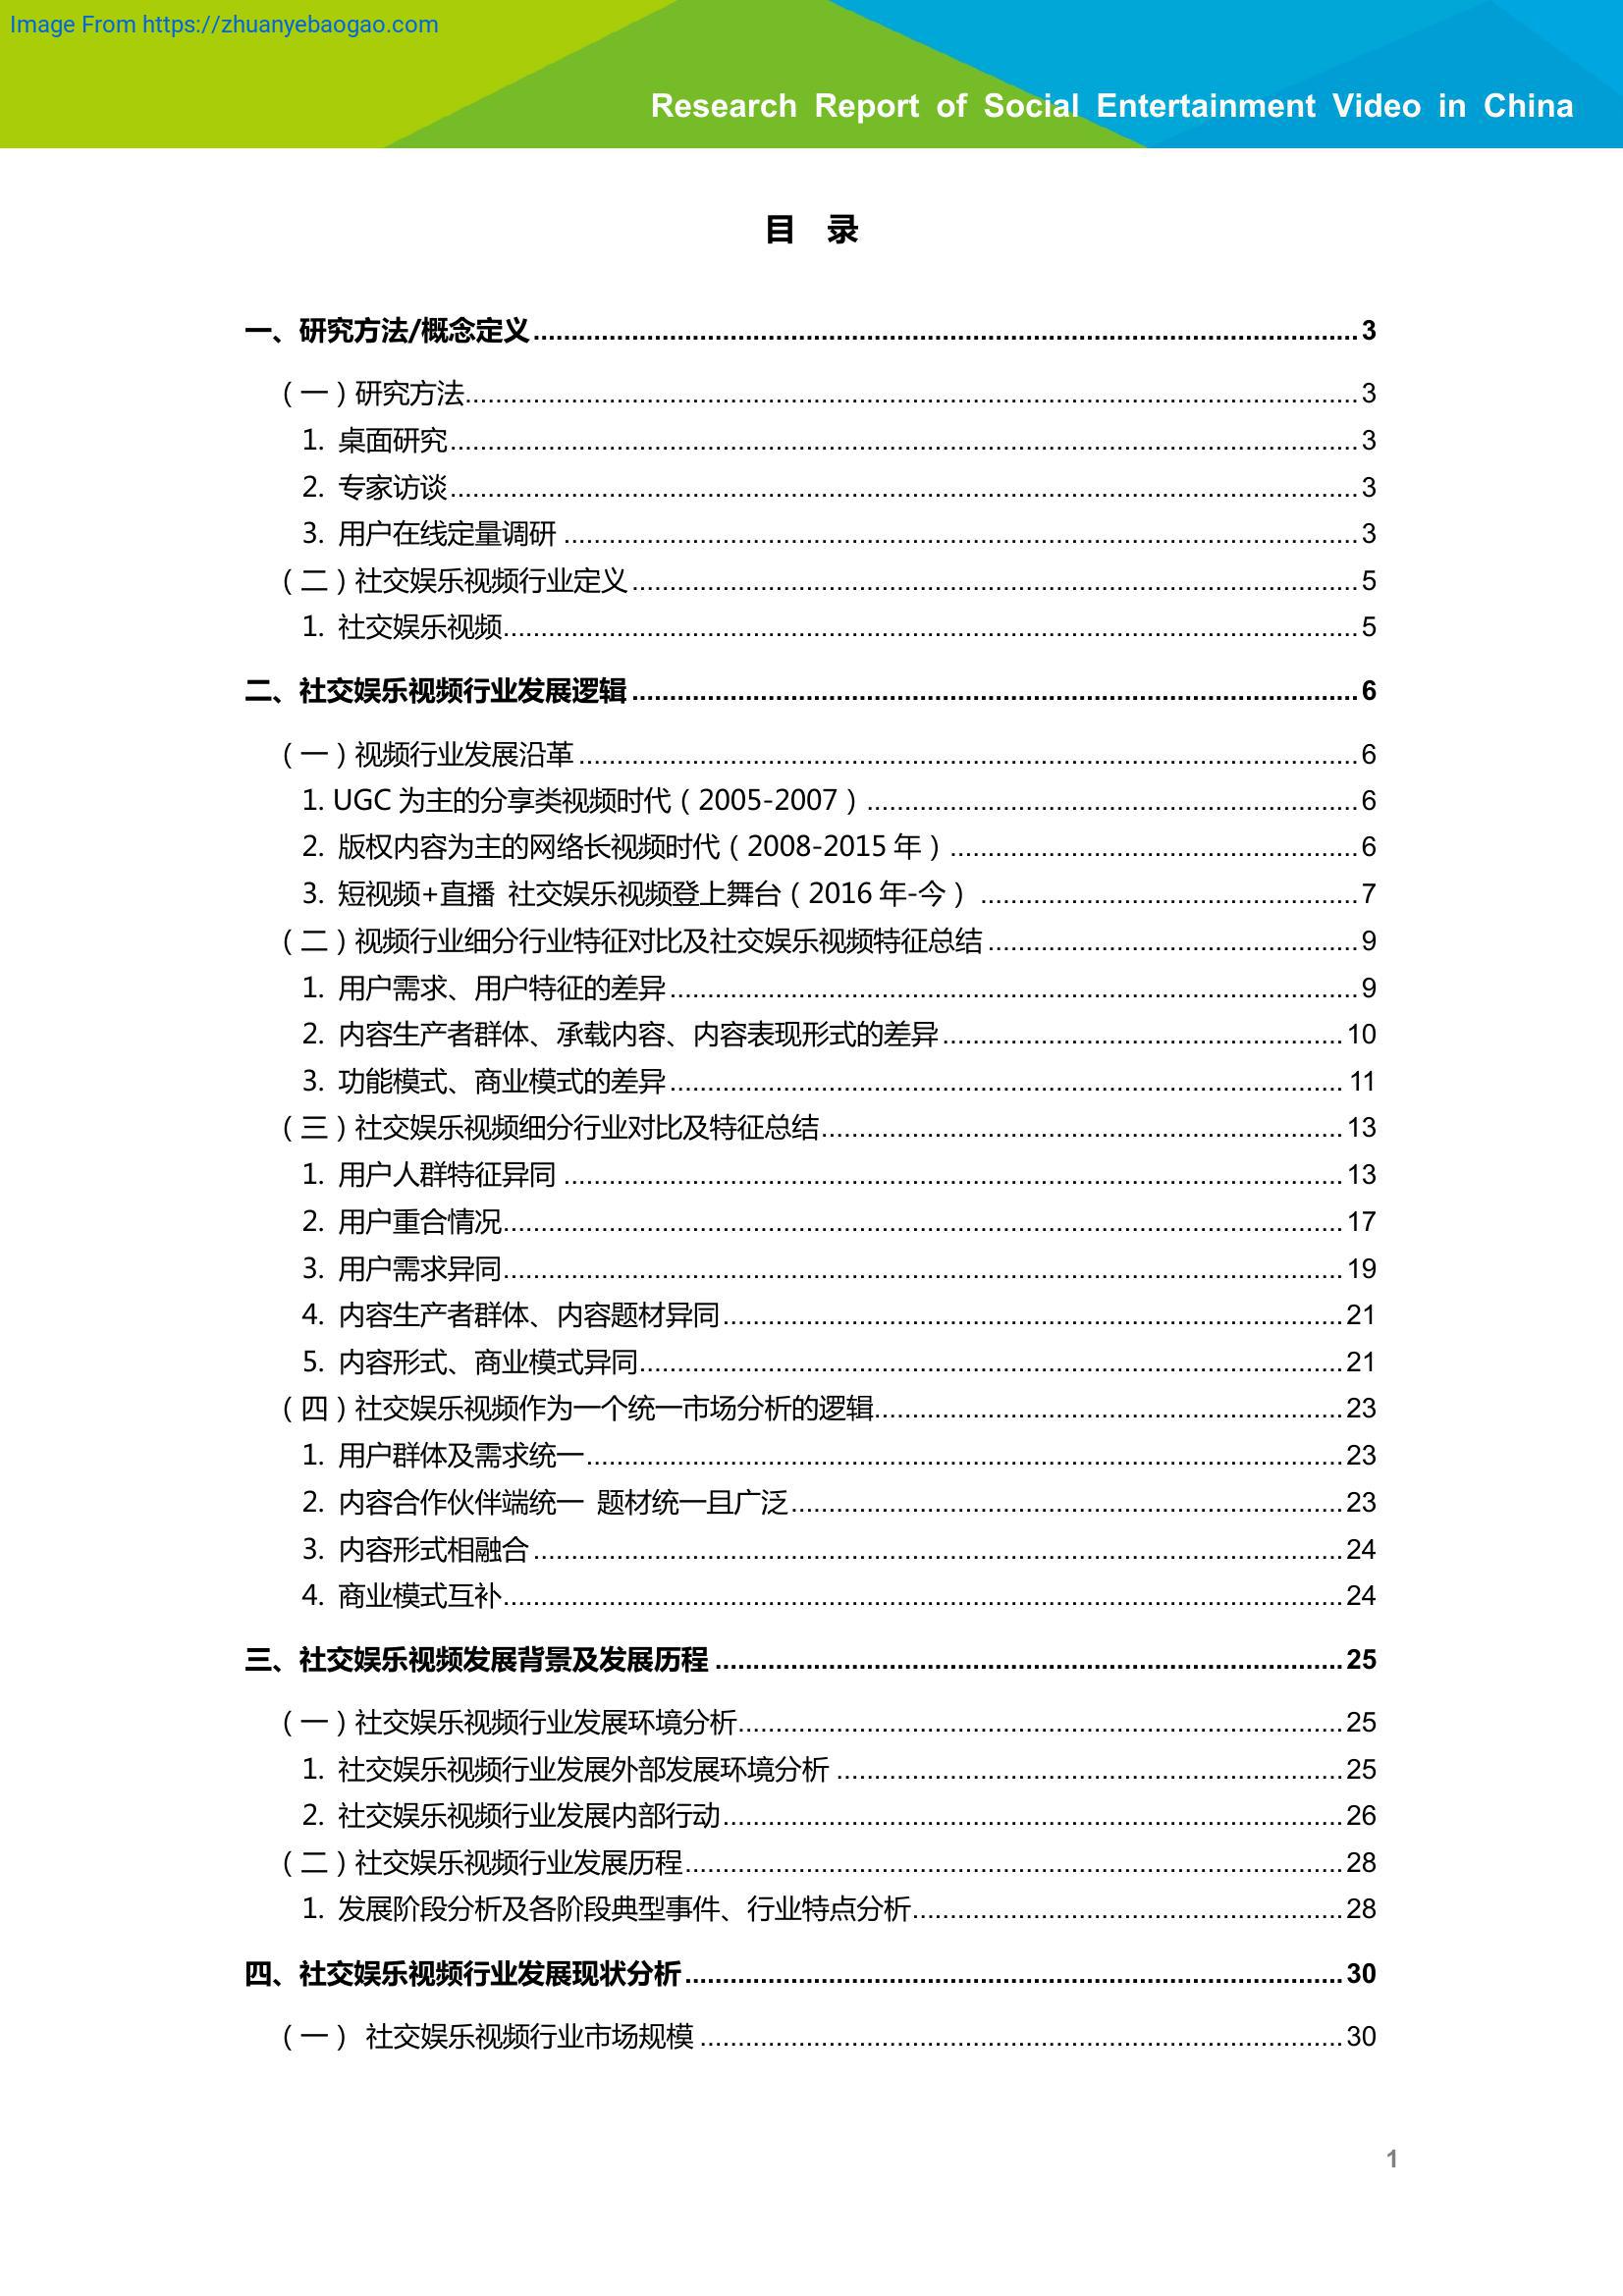 Image From https://zhuanyebaogao.com
Research Report of Social Entertainment Video in China
目 录
一、研究方法/概念定义........................................3
（一）研究方法........................................3
1. 桌面研究........................................3
2. 专家访谈........................................3
3. 用户在线定量调研........................................3
（二）社交娱乐视频行业定义........................................5
1. 社交娱乐视频........................................5
二、社交娱乐视频行业发展逻辑........................................6
（一）视频行业发展沿革........................................6
1. UGC 为主的分享类视频时代（2005-2007）........................................6
2. 版权内容为主的网络长视频时代（2008-2015 年）........................................6
3. 短视频+直播 社交娱乐视频登上舞台（2016 年-今）........................................7
（二）视频行业细分行业特征对比及社交娱乐视频特征总结........................................9
1. 用户需求、用户特征的差异........................................9
2. 内容生产者群体、承载内容、内容表现形式的差异........................................10
3. 功能模式、商业模式的差异........................................11
（三）社交娱乐视频细分行业对比及特征总结........................................13
1. 用户人群特征异同........................................13
2. 用户重合情况........................................17
3. 用户需求异同........................................19
4. 内容生产者群体、内容题材异同........................................21
5. 内容形式、商业模式异同........................................21
（四）社交娱乐视频作为一个统一市场分析的逻辑........................................23
1. 用户群体及需求统一........................................23
2. 内容合作伙伴端统一 题材统一且广泛........................................23
3. 内容形式相融合........................................24
4. 商业模式互补........................................24
三、社交娱乐视频发展背景及发展历程........................................25
（一）社交娱乐视频行业发展环境分析........................................25
1. 社交娱乐视频行业发展外部发展环境分析........................................25
2. 社交娱乐视频行业发展内部行动........................................26
（二）社交娱乐视频行业发展历程........................................28
1. 发展阶段分析及各阶段典型事件、行业特点分析........................................28
四、社交娱乐视频行业发展现状分析........................................30
（一） 社交娱乐视频行业市场规模........................................30
1